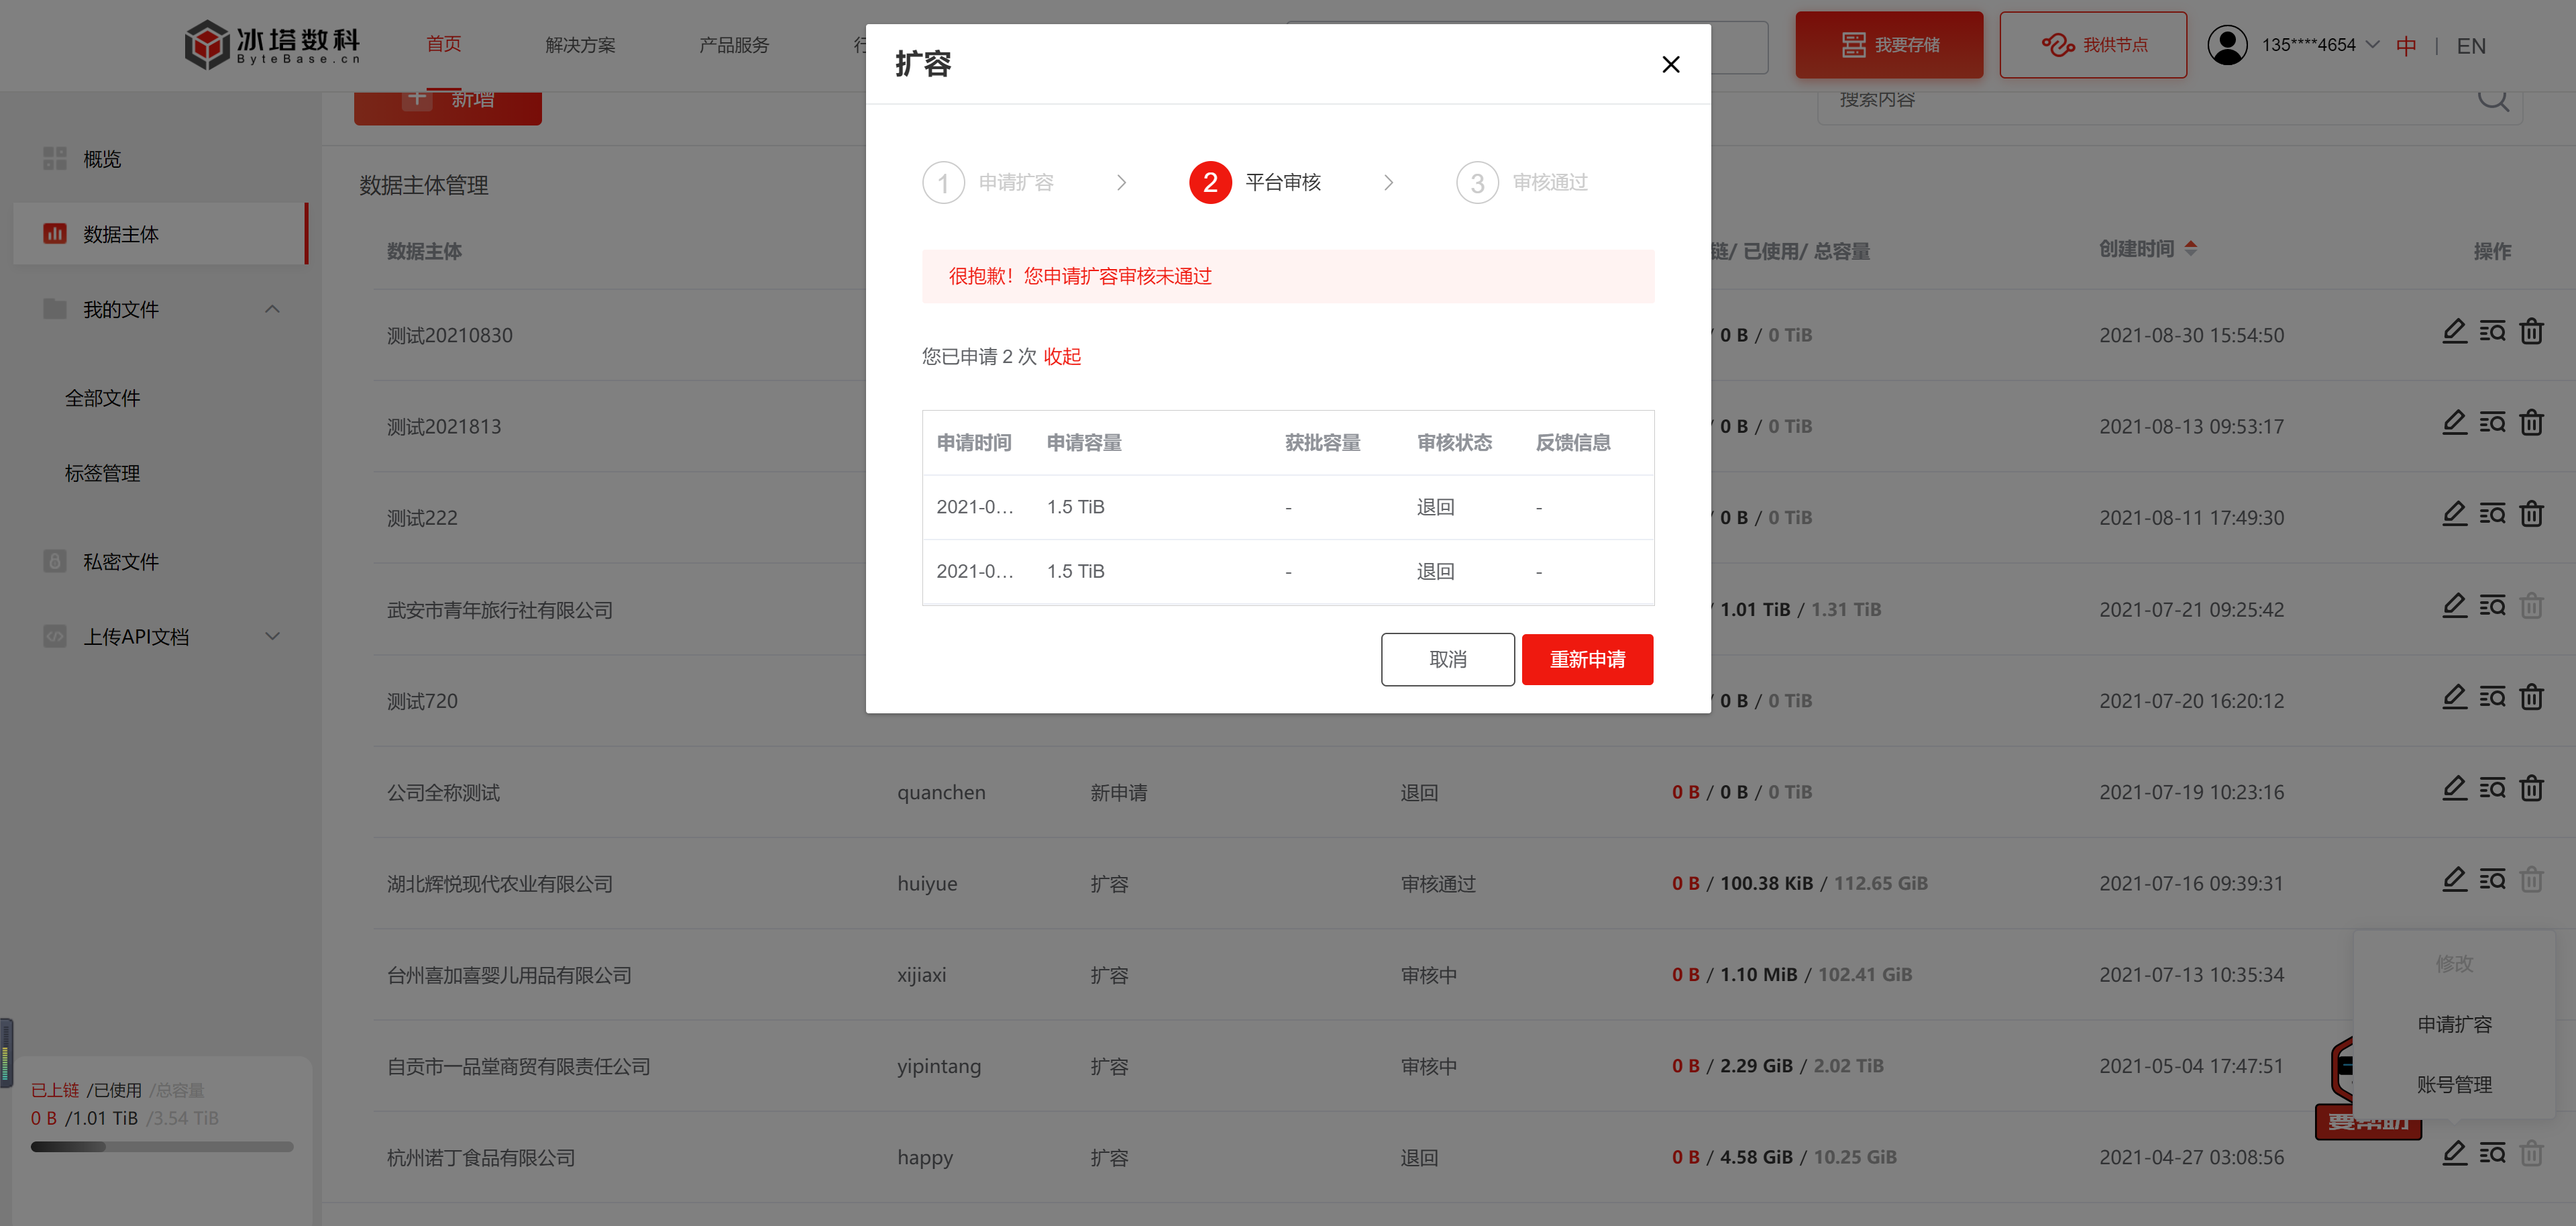 冰塔数科
ByteBase.cn
首页
解决方案
产品服务
我要存储
我供节点
135****4654
中 | EN
新增
搜索内容
概览
数据主体
我的文件
全部文件
标签管理
私密文件
上传API文档
已上链 /已使用 /总容量
0 B /1.01 TiB /3.54 TiB
数据主体管理
数据主体 链/ 已使用/ 总容量 创建时间 操作
测试20210830 / 0 B / 0 TiB 2021-08-30 15:54:50
测试2021813 / 0 B / 0 TiB 2021-08-13 09:53:17
测试222 / 0 B / 0 TiB 2021-08-11 17:49:30
武安市青年旅行社有限公司 / 1.01 TiB / 1.31 TiB 2021-07-21 09:25:42
测试720 / 0 B / 0 TiB 2021-07-20 16:20:12
公司全称测试 quanchen 新申请 退回 0 B / 0 B / 0 TiB 2021-07-19 10:23:16
湖北辉悦现代农业有限公司 huiyue 扩容 审核通过 0 B / 100.38 KiB / 112.65 GiB 2021-07-16 09:39:31
台州喜加喜婴儿用品有限公司 xijiaxi 扩容 审核中 0 B / 1.10 MiB / 102.41 GiB 2021-07-13 10:35:34
自贡市一品堂商贸有限责任公司 yipintang 扩容 审核中 0 B / 2.29 GiB / 2.02 TiB 2021-05-04 17:47:51
杭州诺丁食品有限公司 happy 扩容 退回 0 B / 4.58 GiB / 10.25 GiB 2021-04-27 03:08:56
修改
申请扩容
账号管理
要帮助
扩容
1 申请扩容
2 平台审核
3 审核通过
很抱歉！您申请扩容审核未通过
您已申请 2 次 收起
申请时间 申请容量 获批容量 审核状态 反馈信息
2021-0... 1.5 TiB - 退回 -
2021-0... 1.5 TiB - 退回 -
取消
重新申请